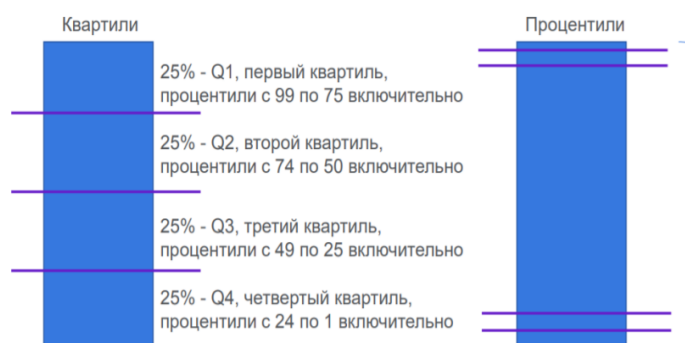 Квартили
Процентили
25% - Q1, первый квартиль,
процентили с 99 по 75 включительно
25% - Q2, второй квартиль,
процентили с 74 по 50 включительно
25% - Q3, третий квартиль,
процентили с 49 по 25 включительно
25% - Q4, четвертый квартиль,
процентили с 24 по 1 включительно